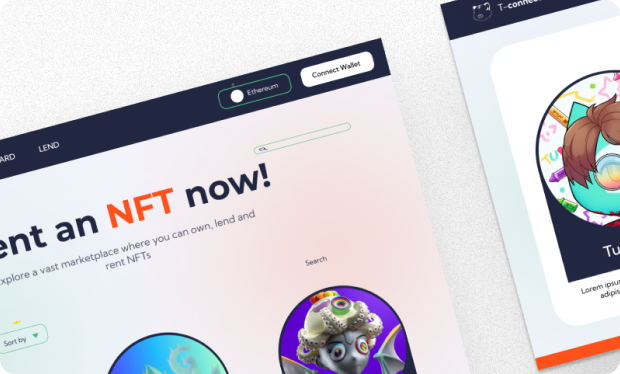 T-connec
Ethereum
Connect Wallet
ARD
LEND
ent an NFT now!
xplore a vast marketplace where you can own, lend and
rent NFTs
Search
Sort by
Tu
Lorem ipsu
adipis